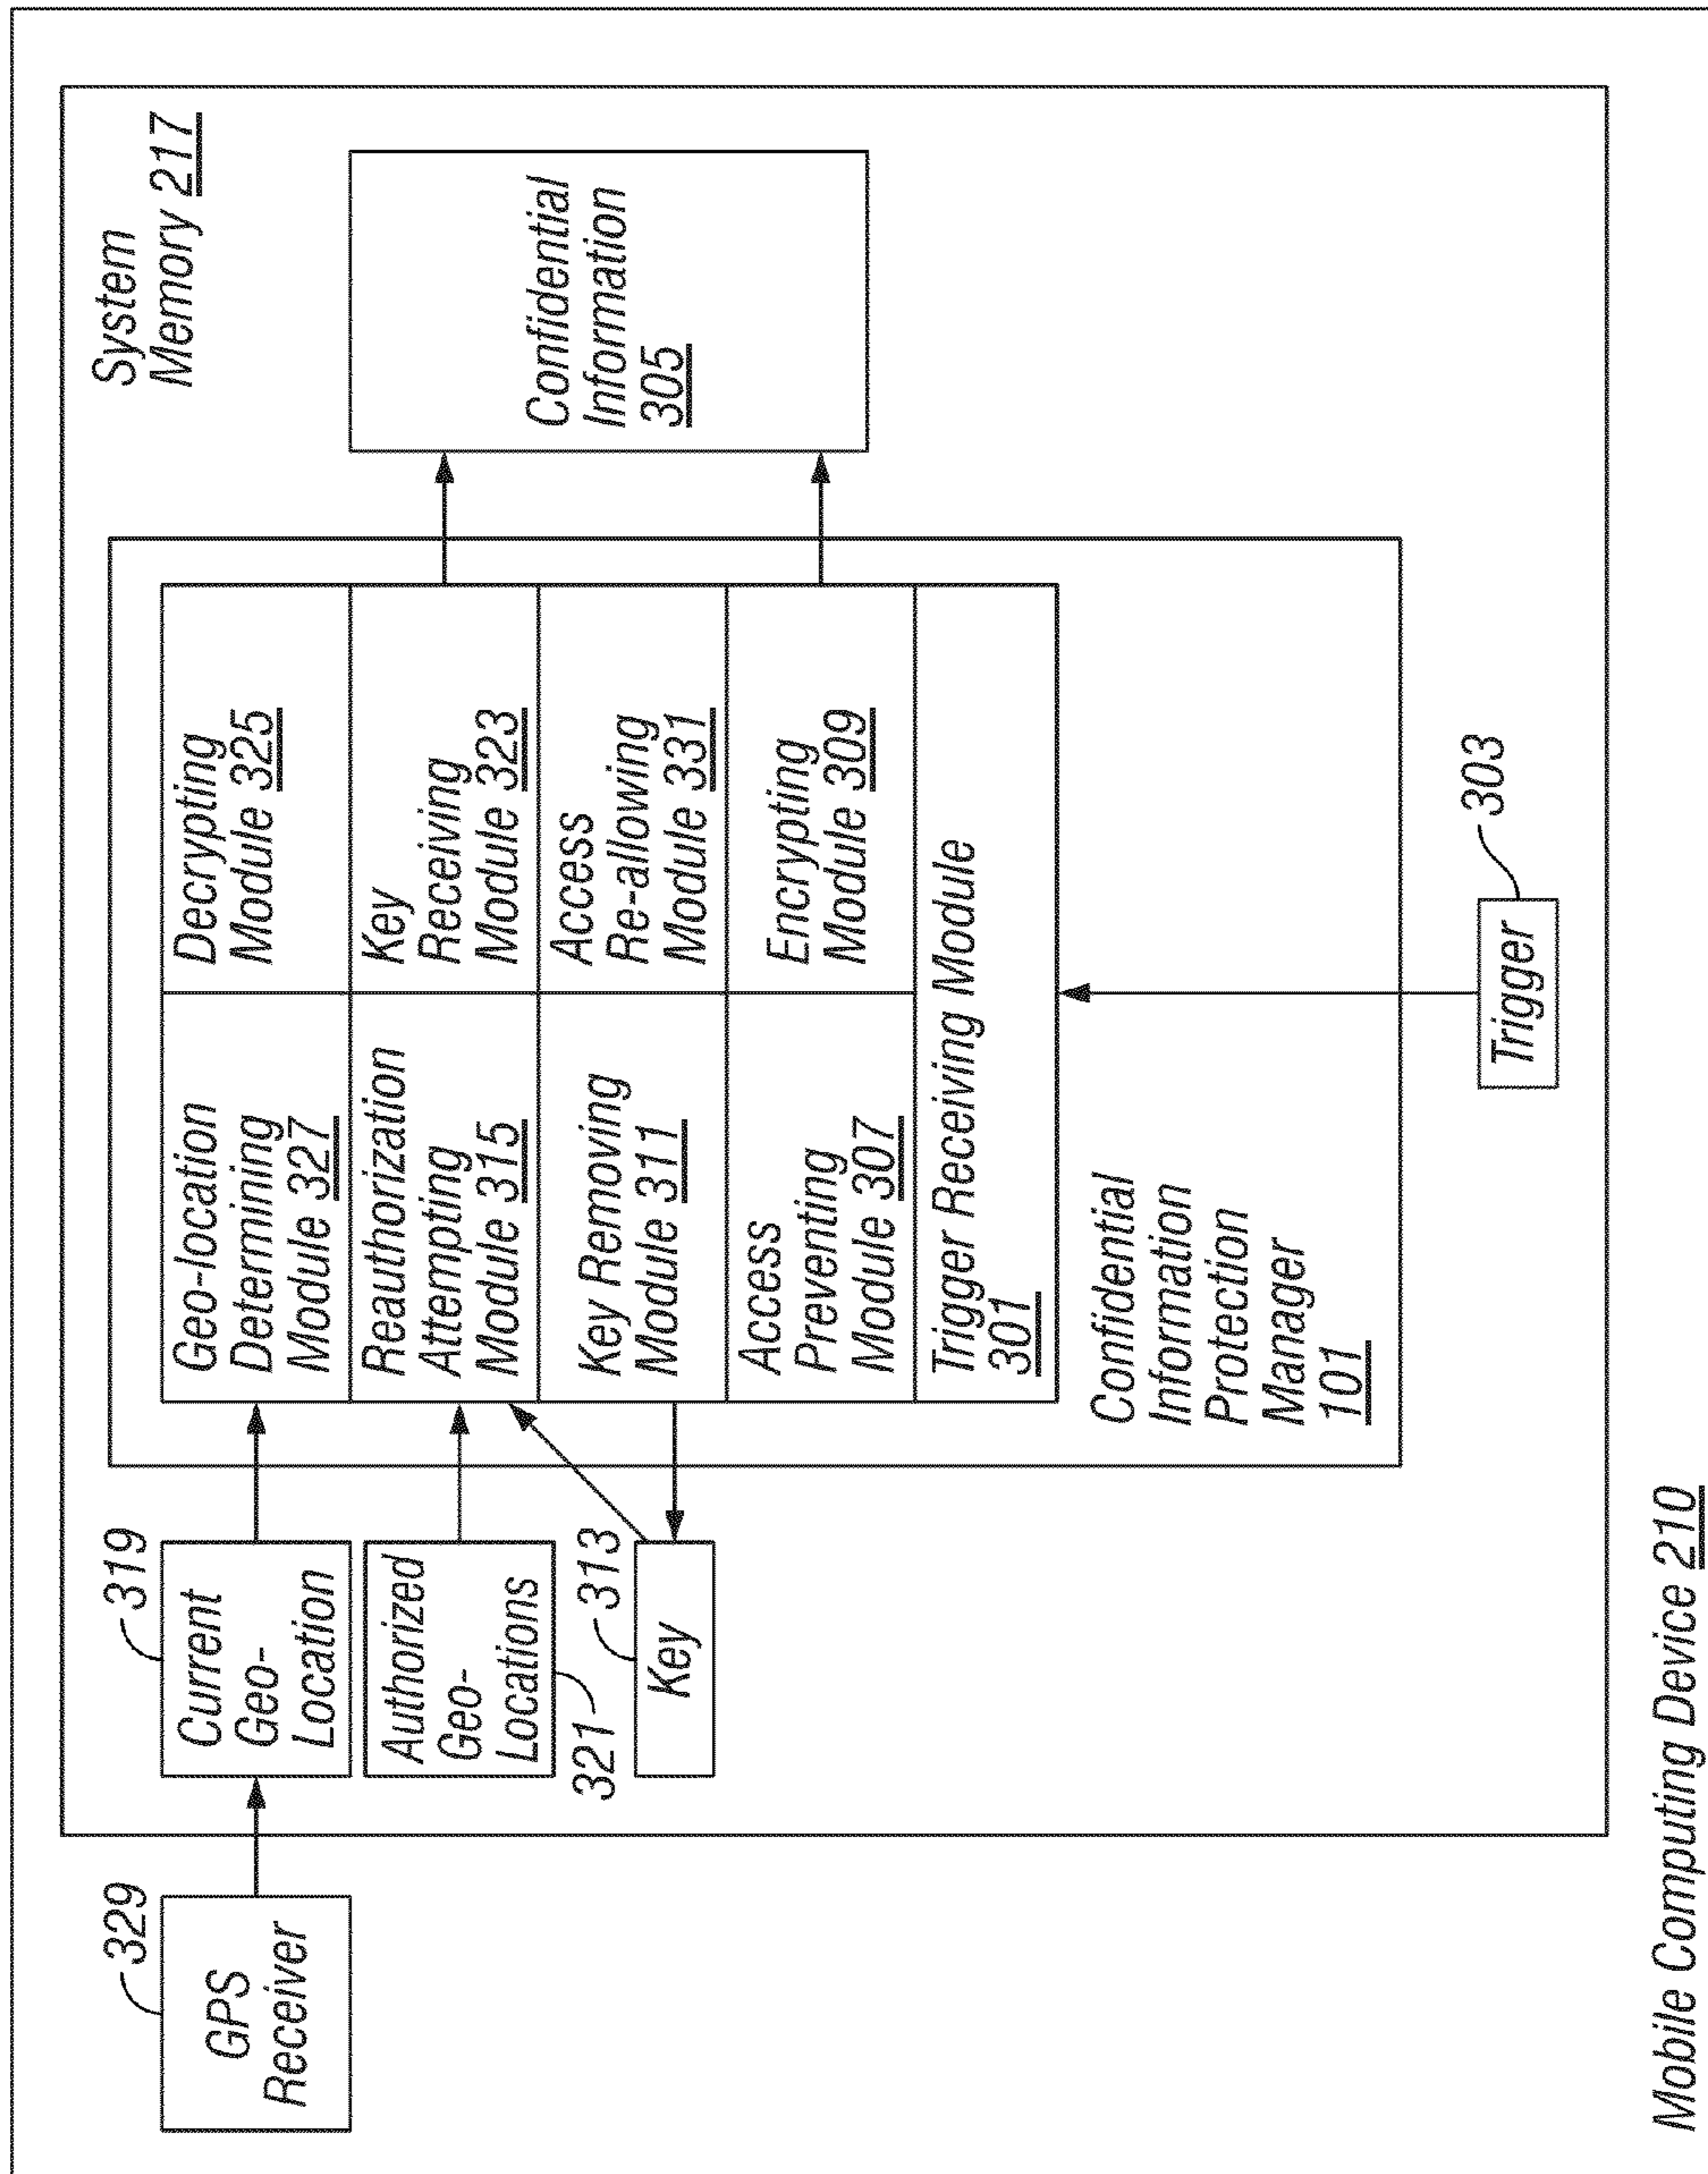 System
Memory 217
GPS
Receiver
329
Current
Geo-
Location
319
Authorized
Geo-
Locations
321
Key
313
Geo-location
Determining
Module 327
Decrypting
Module 325
Reauthorization
Attempting
Module 315
Key
Receiving
Module 323
Key Removing
Module 311
Access
Re-allowing
Module 331
Access
Preventing
Module 307
Encrypting
Module 309
Trigger Receiving Module
301
Confidential
Information
Protection
Manager
101
Confidential
Information
305
Trigger
303
Mobile Computing Device 210